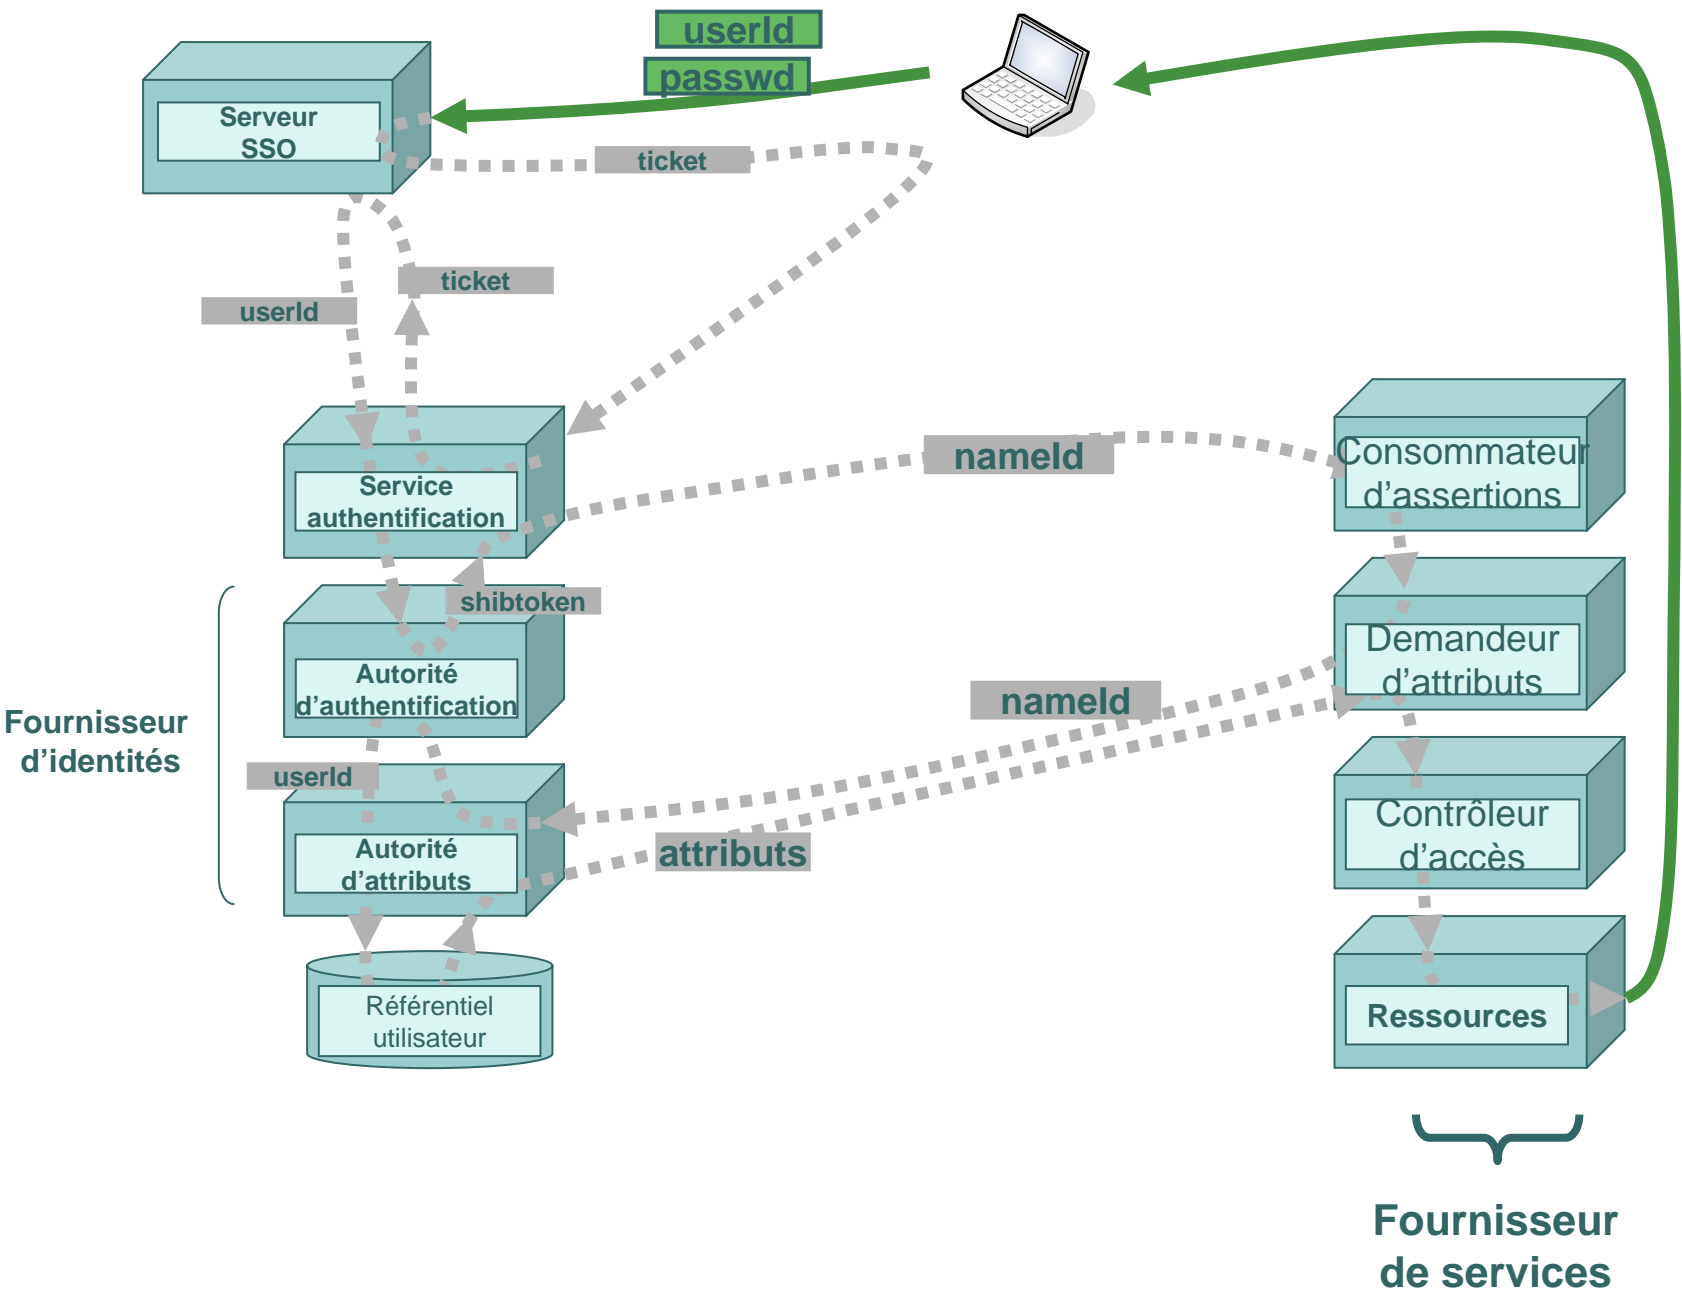 userId
passwd
Serveur
SSO
ticket
ticket
userId
nameId
Consommateur
d’assertions
Service
authentification
shibtoken
Demandeur
d’attributs
Autorité
d’authentification
nameId
Fournisseur
d’identités
userId
Contrôleur
d’accès
attributs
Autorité
d’attributs
Référentiel
utilisateur
Ressources
Fournisseur
de services